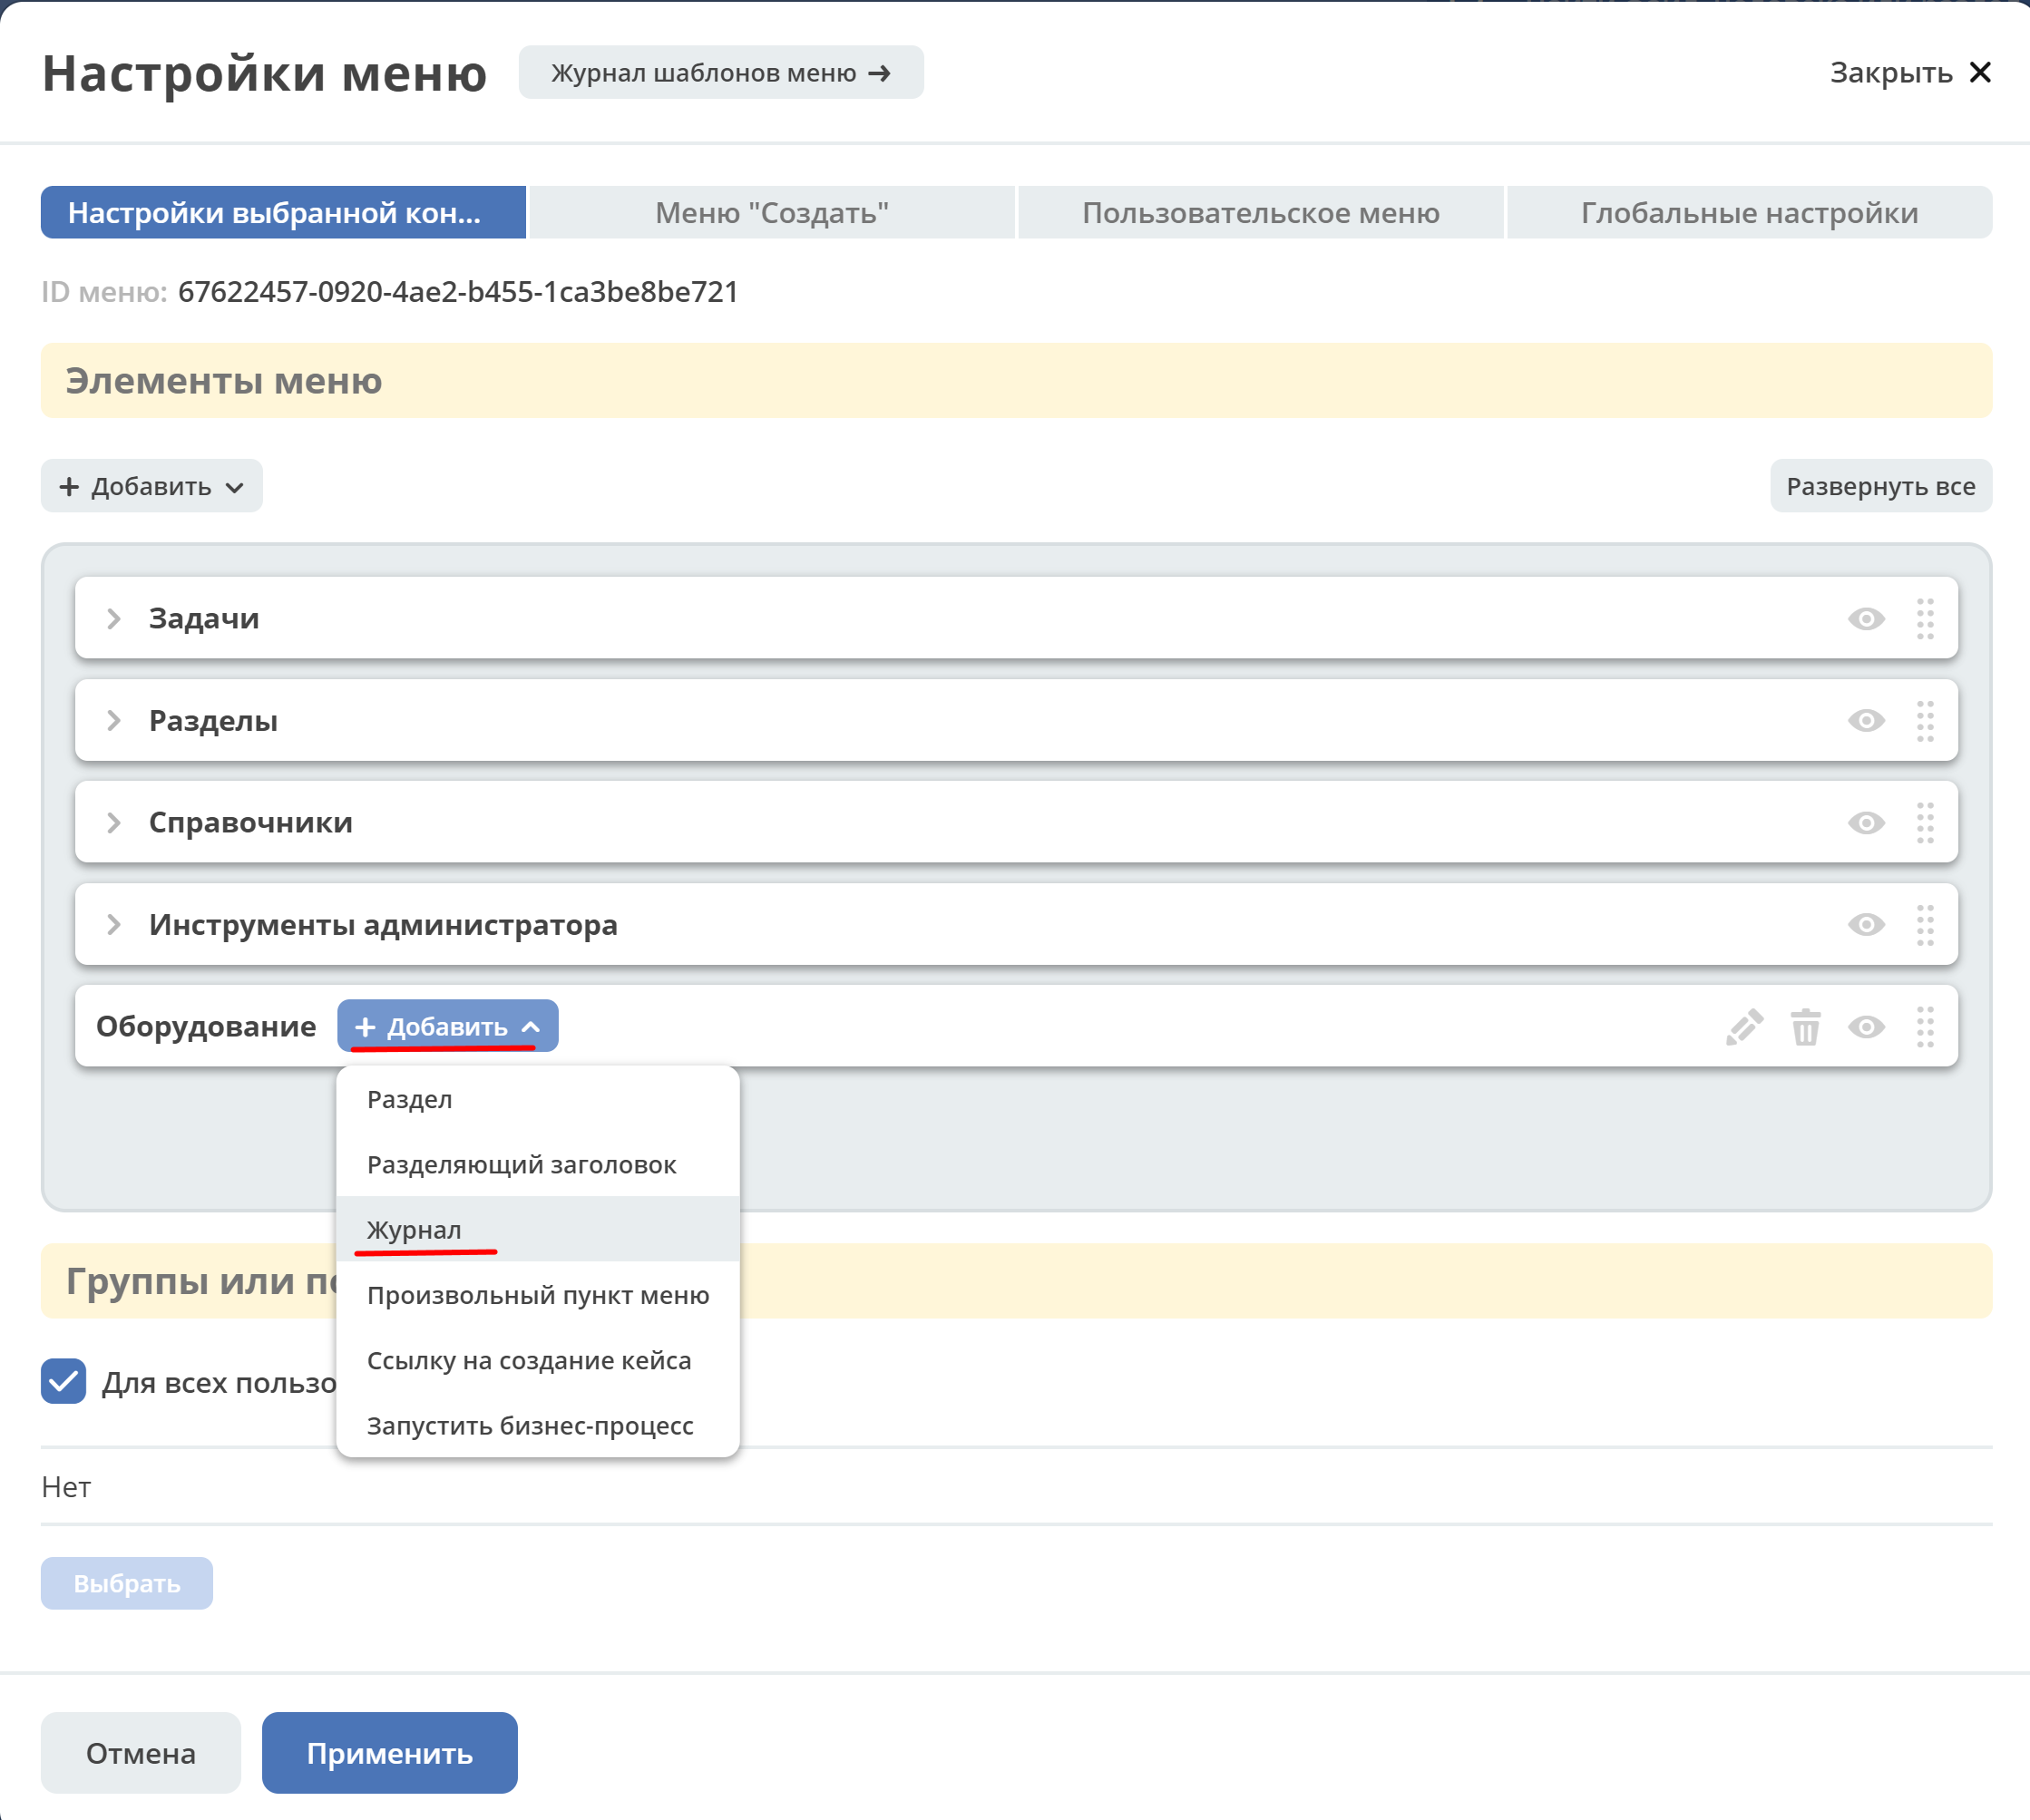 Настройки меню
Журнал шаблонов меню →
Закрыть
Настройки выбранной кон...
Меню "Создать"
Пользовательское меню
Глобальные настройки
ID меню: 67622457-0920-4ae2-b455-1ca3be8be721
Элементы меню
Добавить
Развернуть все
Задачи
Разделы
Справочники
Инструменты администратора
Оборудование
Добавить
Раздел
Разделяющий заголовок
Журнал
Группы или
Произвольный пункт меню
Ссылку на создание кейса
Для всех
Запустить бизнес-процесс
Нет
Выбрать
Отмена
Применить